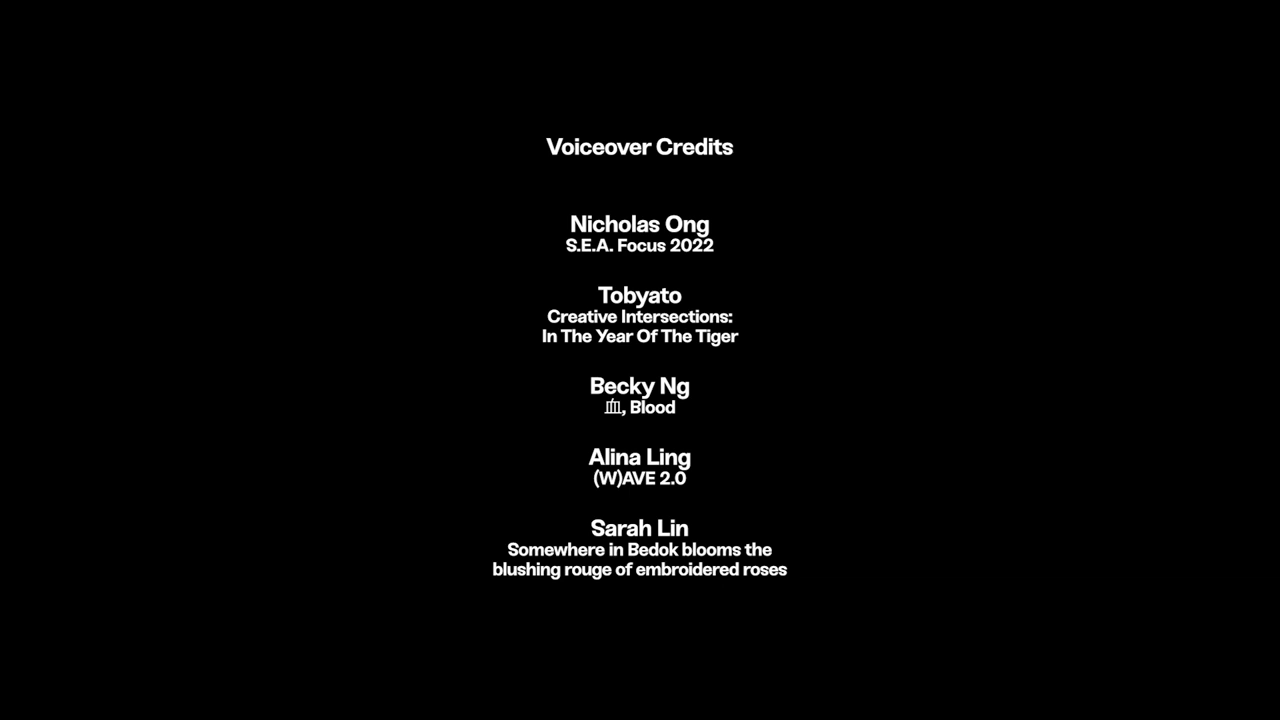 Voiceover Credits
Nicholas Ong
S.E.A. Focus 2022
Tobyato
Creative Intersections:
In The Year Of The Tiger
Becky Ng
血, Blood
Alina Ling
(W)AVE 2.0
Sarah Lin
Somewhere in Bedok blooms the
blushing rouge of embroidered roses